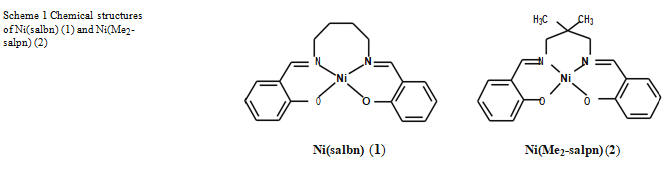 Scheme 1 Chemical structures
of Ni(salbn) (1) and Ni(Me2-
salpn) (2)
H3C CH3
N N
Ni
O O
N N
Ni
O O
Ni(salbn) (1)
Ni(Me2-salpn) (2)